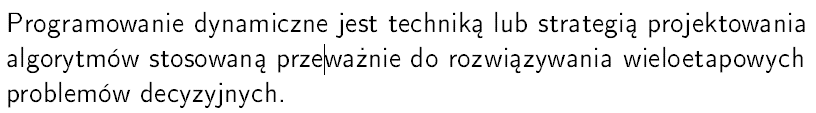 Programowanie dynamiczne jest techniką lub strategią projektowania
algorytmów stosowaną przeważnie do rozwiązywania wieloetapowych
problemów decyzyjnych.